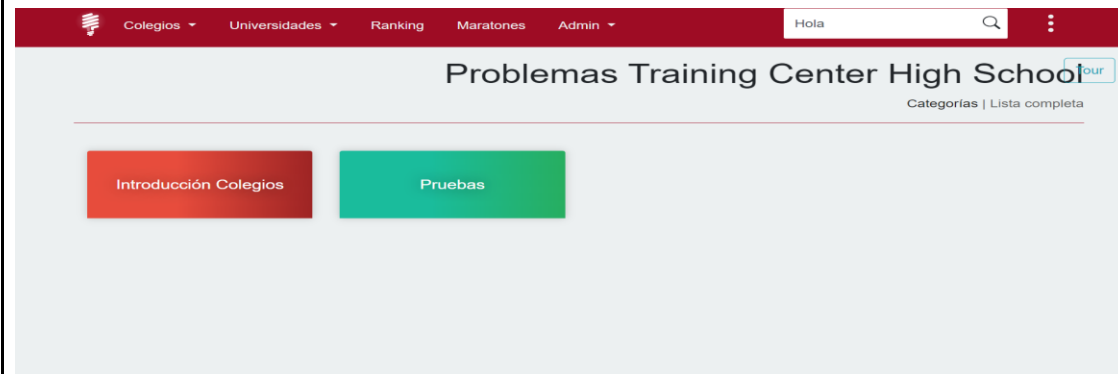 Colegios Universidades Ranking Maratones Admin Hola
Problemas Training Center High School
Tour
Categorías | Lista completa
Introducción Colegios Pruebas